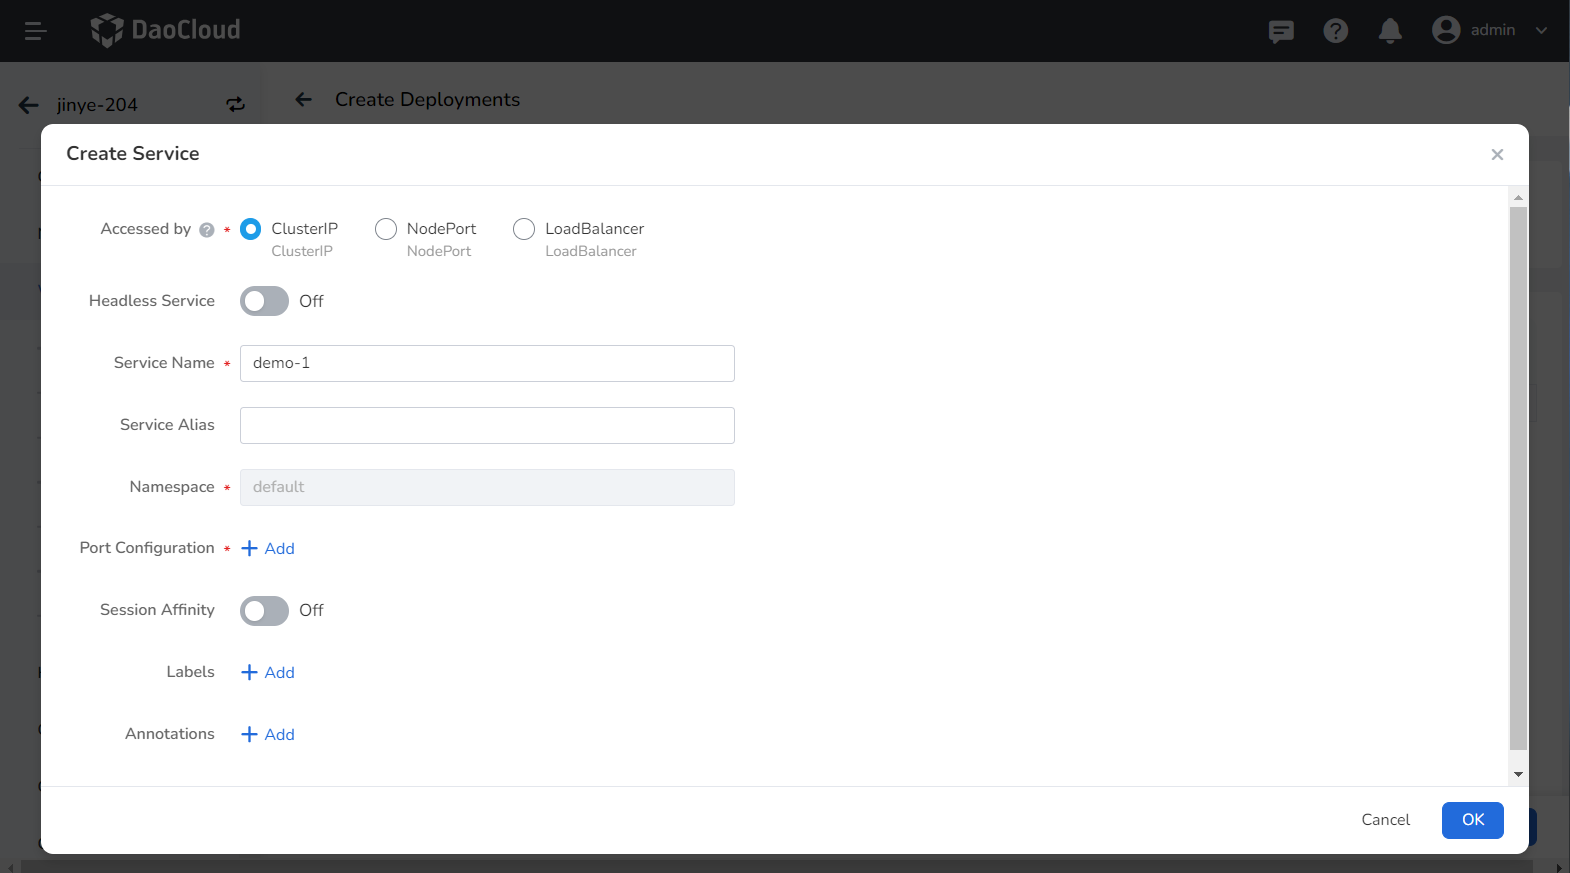 DaoCloud
admin
jinye-204
Create Deployments
Create Service
Accessed by * ClusterIP NodePort LoadBalancer
ClusterIP NodePort LoadBalancer
Headless Service Off
Service Name * demo-1
Service Alias
Namespace * default
Port Configuration * + Add
Session Affinity Off
Labels + Add
Annotations + Add
Cancel OK